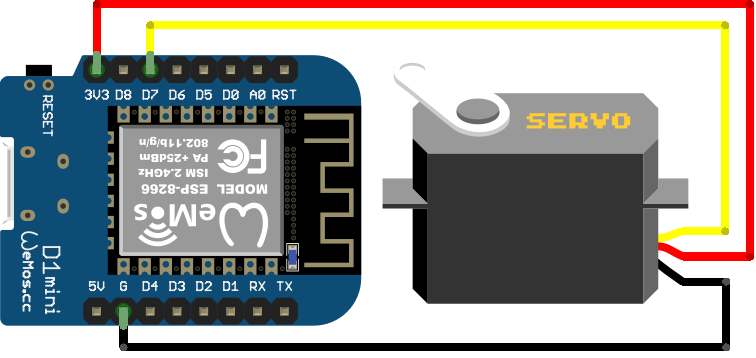 3V3 D8 D7 D6 D5 D0 A0 RST
RESET
802.11b/g/n
PA +25dBm
ISM 2.4GHz
FC
MODEL ESP-8266
WeMos
D1 mini
WeMos.cc
5V G D4 D3 D2 D1 RX TX
SERVO